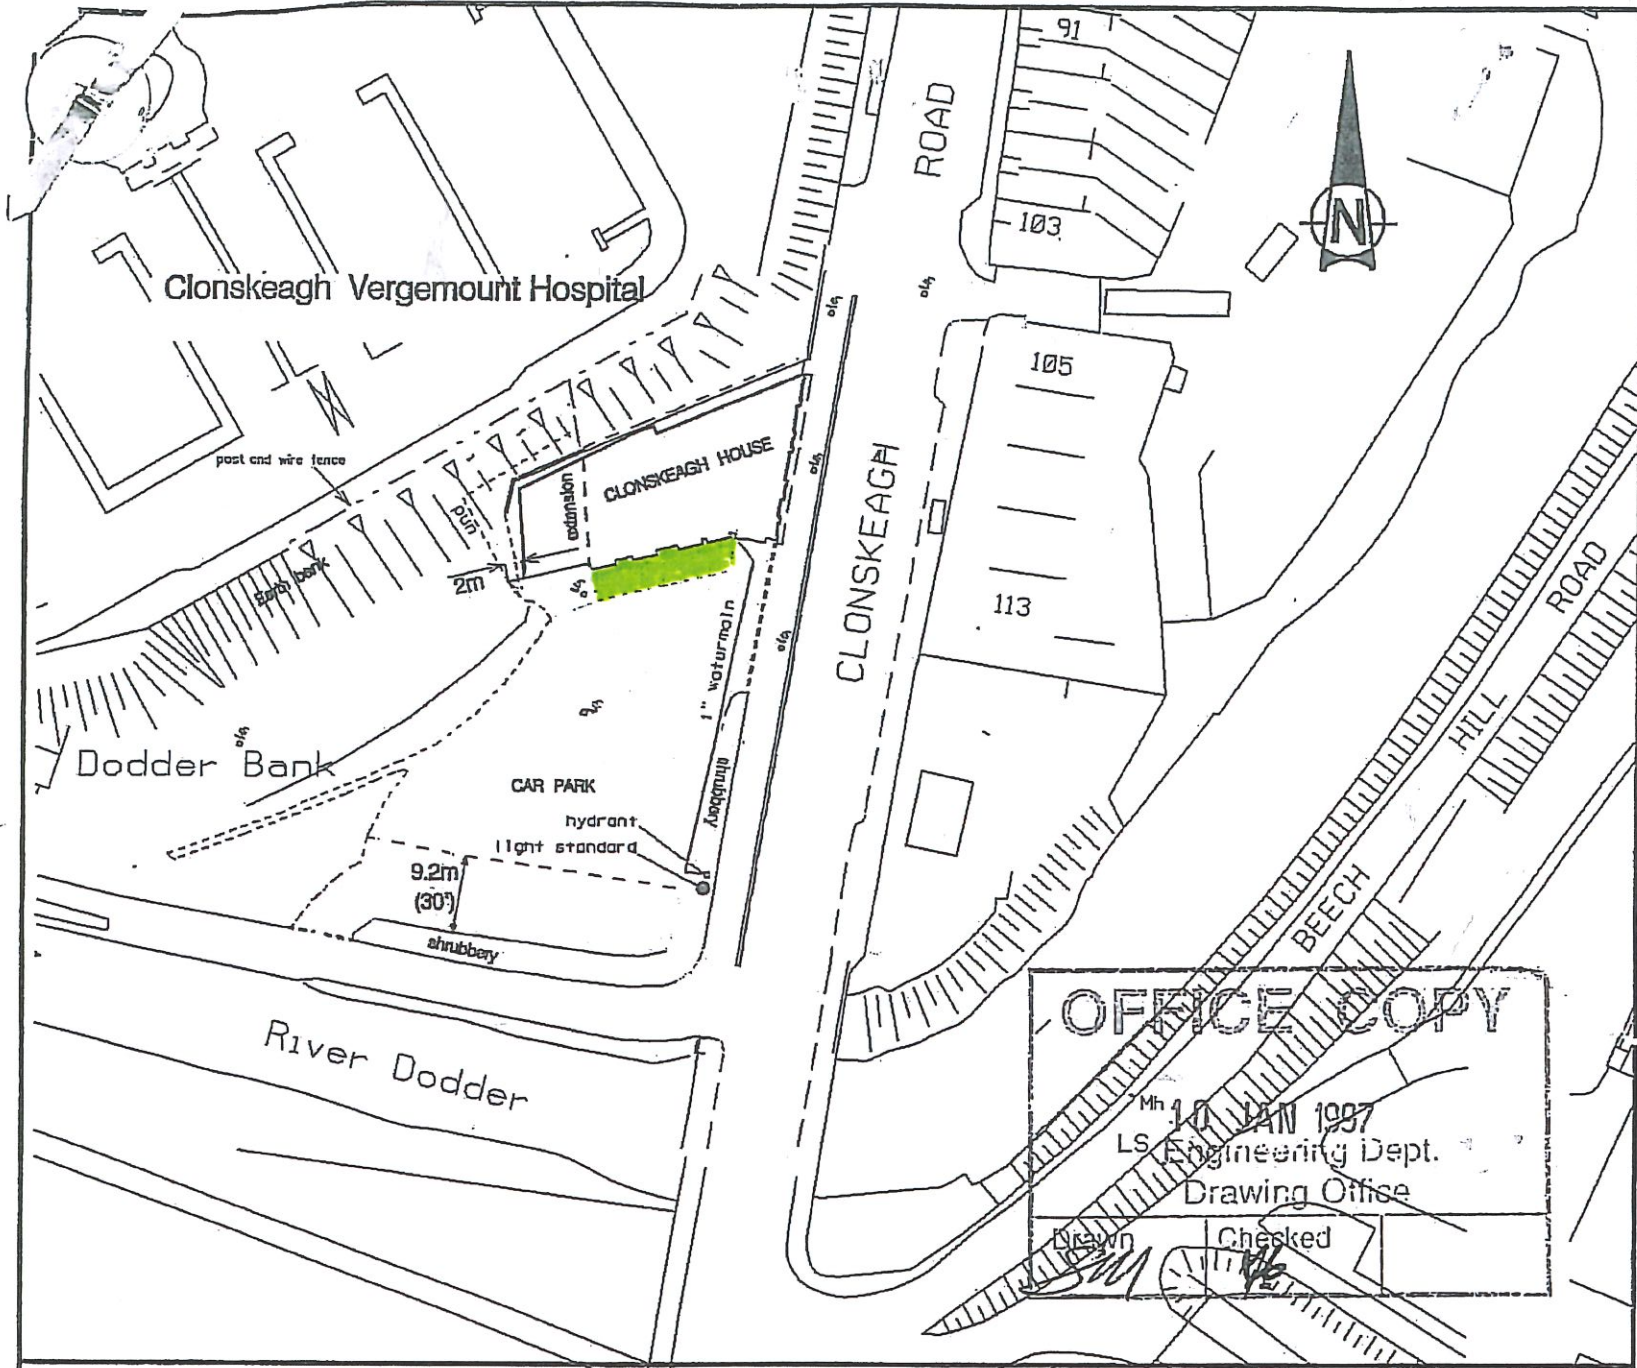 91
ROAD
103
N
Clonskeagh Vergemount Hospital
105
CLONSKEAGH HOUSE
extension
post and wire fence
CLONSKEAGH
2m
Earth bank
113
ROAD
1" watermain
HILL
Dodder Bank
CAR PARK
shrubbery
hydrant
light standard
9.2m
(30')
BEECH
shrubbery
OFFICE COPY
River Dodder
Mh
10 JAN 1997
LS
Engineering Dept.
Drawing Office
Drawn
Checked